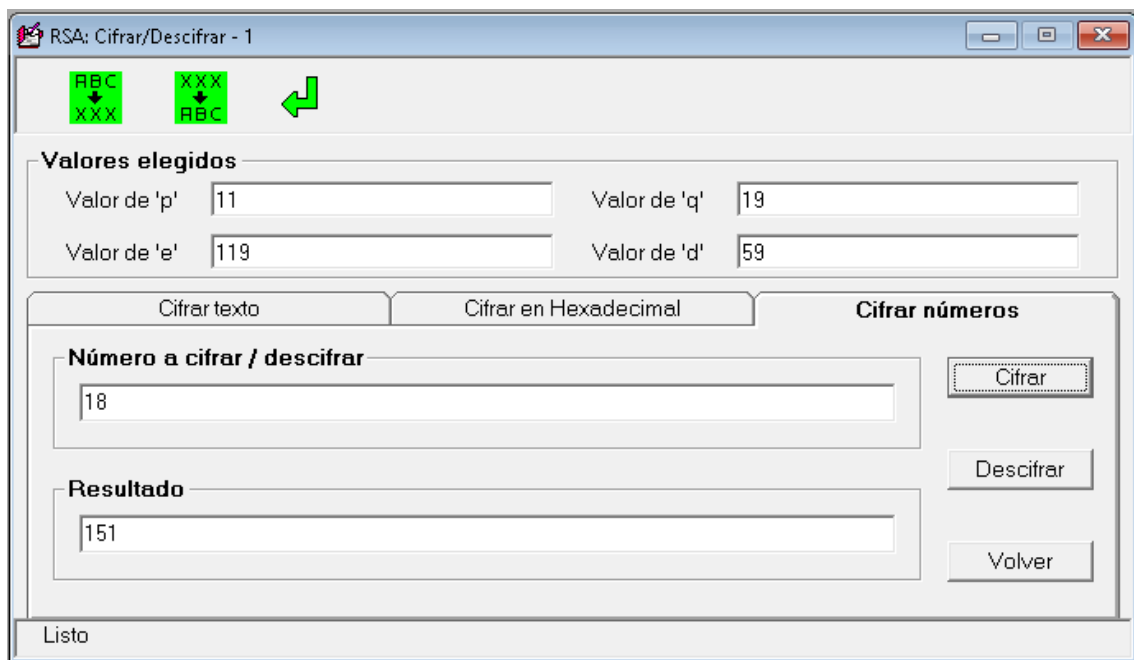 RSA: Cifrar/Descifrar - 1
ABC XXX
XXX ABC
Valores elegidos
Valor de 'p' 11 Valor de 'q' 19
Valor de 'e' 119 Valor de 'd' 59
Cifrar texto Cifrar en Hexadecimal Cifrar números
Número a cifrar / descifrar
18
Cifrar
Descifrar
Resultado
151
Volver
Listo